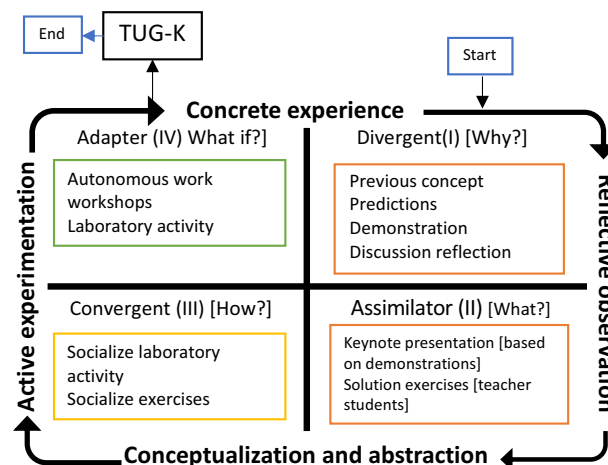 End
TUG-K
Start
Concrete experience
Adapter (IV) What if?]
Divergent(I) [Why?]
Autonomous work
workshops
Laboratory activity
Previous concept
Predictions
Demonstration
Discussion reflection
Active experimentation
Reflective observation
Convergent (III) [How?]
Assimilator (II) [What?]
Socialize laboratory
activity
Socialize exercises
Keynote presentation [based
on demonstrations]
Solution exercises [teacher
students]
Conceptualization and abstraction